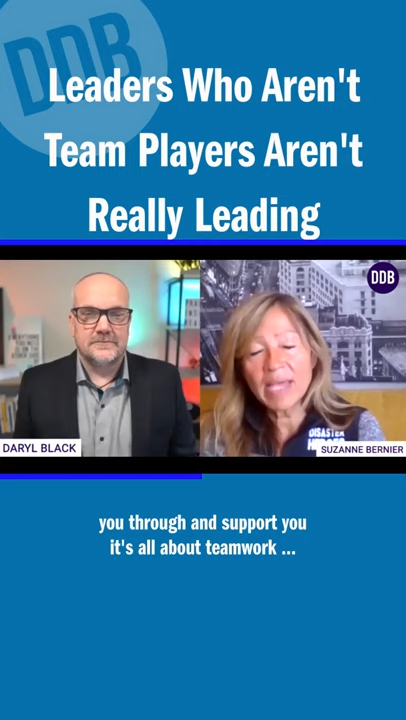 DDB
Leaders Who Aren't
Team Players Aren't
Really Leading
DDB
DISASTER
DARYL BLACK
SUZANNE BERNIER
you through and support you
it's all about teamwork ...